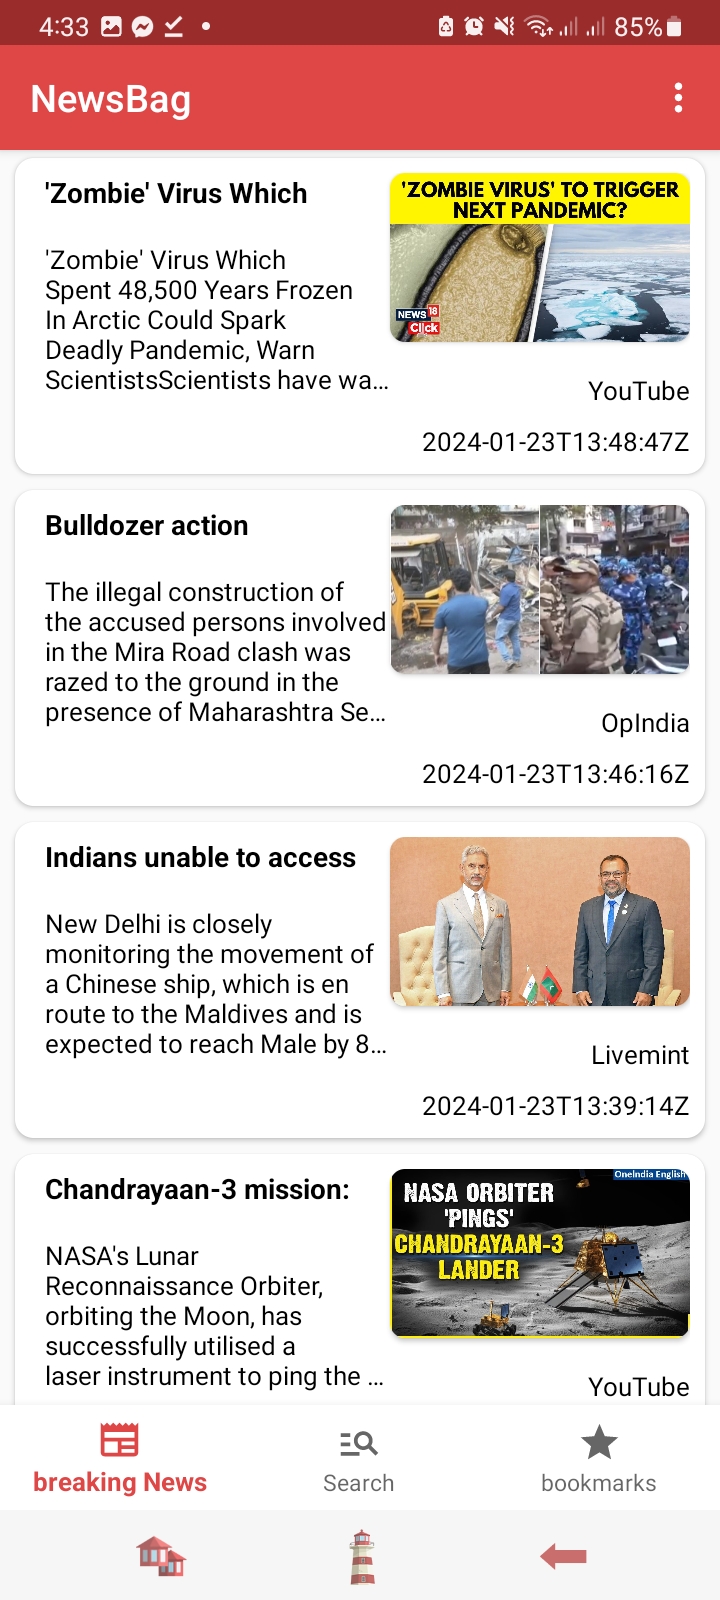 4:33
85%
NewsBag
'Zombie' Virus Which
'Zombie' Virus Which
Spent 48,500 Years Frozen
In Arctic Could Spark
Deadly Pandemic, Warn
ScientistsScientists have wa...
'ZOMBIE VIRUS' TO TRIGGER
NEXT PANDEMIC?
NEWS 18
Click
YouTube
2024-01-23T13:48:47Z
Bulldozer action
The illegal construction of
the accused persons involved
in the Mira Road clash was
razed to the ground in the
presence of Maharashtra Se...
OpIndia
2024-01-23T13:46:16Z
Indians unable to access
New Delhi is closely
monitoring the movement of
a Chinese ship, which is en
route to the Maldives and is
expected to reach Male by 8...
Livemint
2024-01-23T13:39:14Z
Chandrayaan-3 mission:
NASA's Lunar
Reconnaissance Orbiter,
orbiting the Moon, has
successfully utilised a
laser instrument to ping the ...
OneIndia English
NASA ORBITER
'PINGS'
CHANDRAYAAN-3
LANDER
YouTube
breaking News
Search
bookmarks